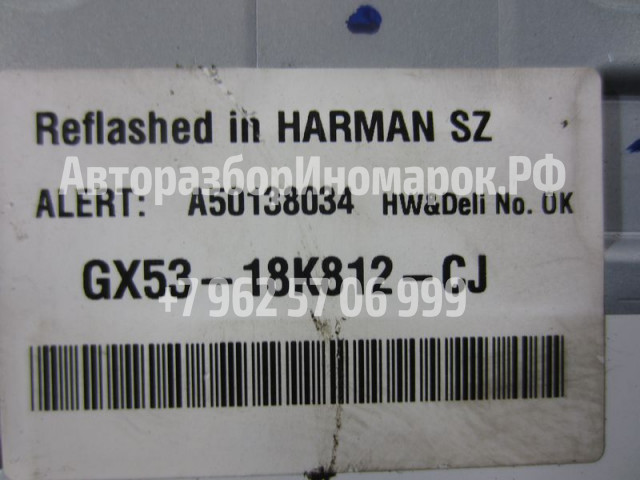 Reflashed in HARMAN SZ
АвторазборИномарок.РФ
ALERT: A50138034 HW&Deli No. OK
GX53-18K812-CJ
+7 962 57 06 999